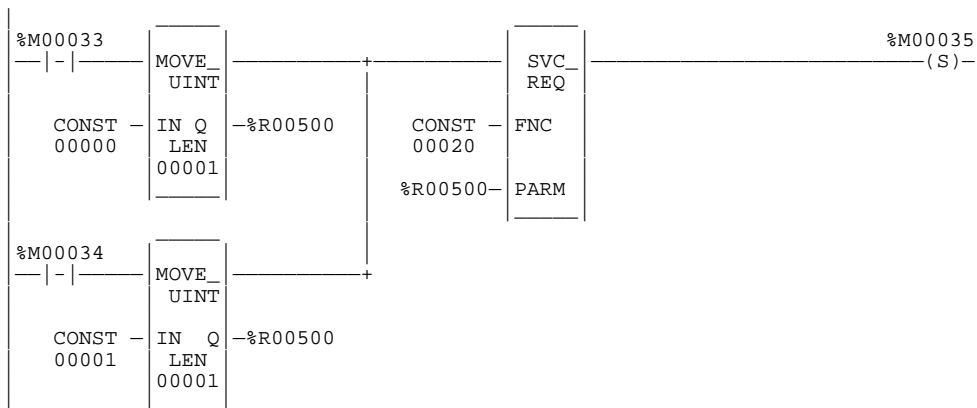 %M00033 %M00035
MOVE_ SVC_ (S)
UINT REQ
CONST IN Q %R00500 CONST FNC
00000 LEN 00020
00001
%R00500 PARM
%M00034
MOVE_
UINT
CONST IN Q %R00500
00001 LEN
00001